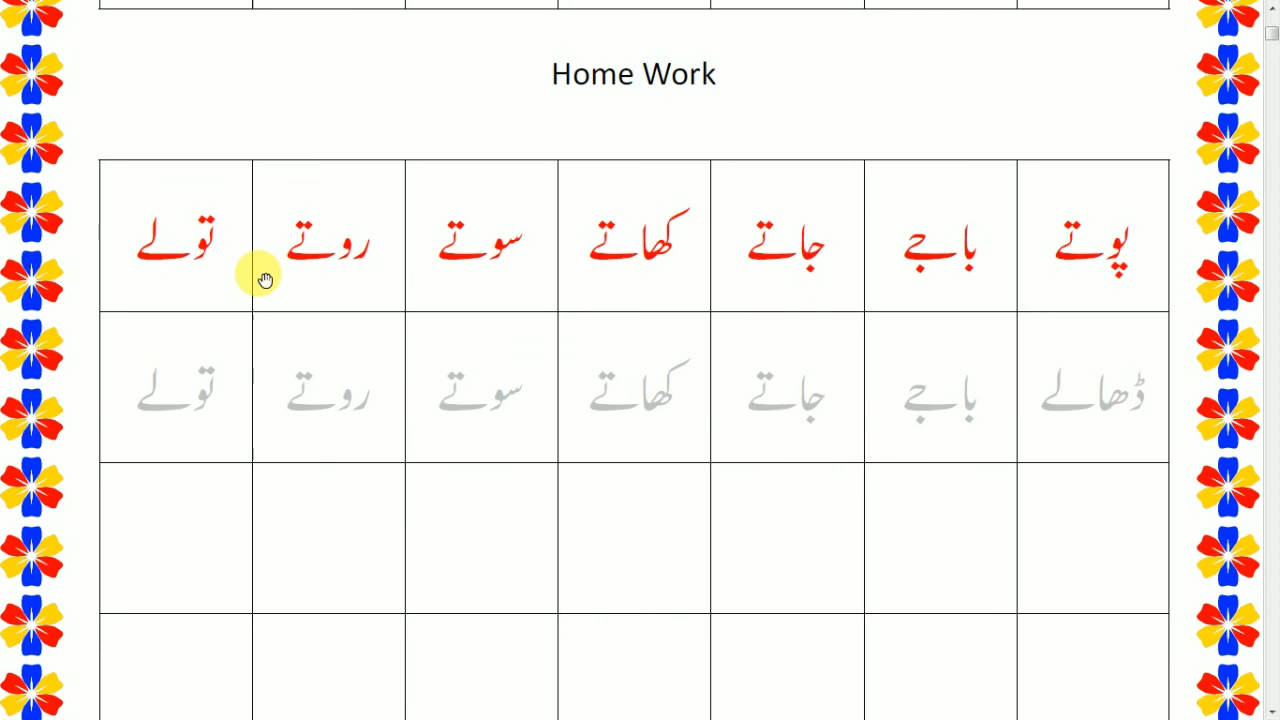 Home Work
پوتے باجے جاتے کھاتے سوتے روتے تولے
ڈھالے باجے جاتے کھاتے سوتے روتے تولے